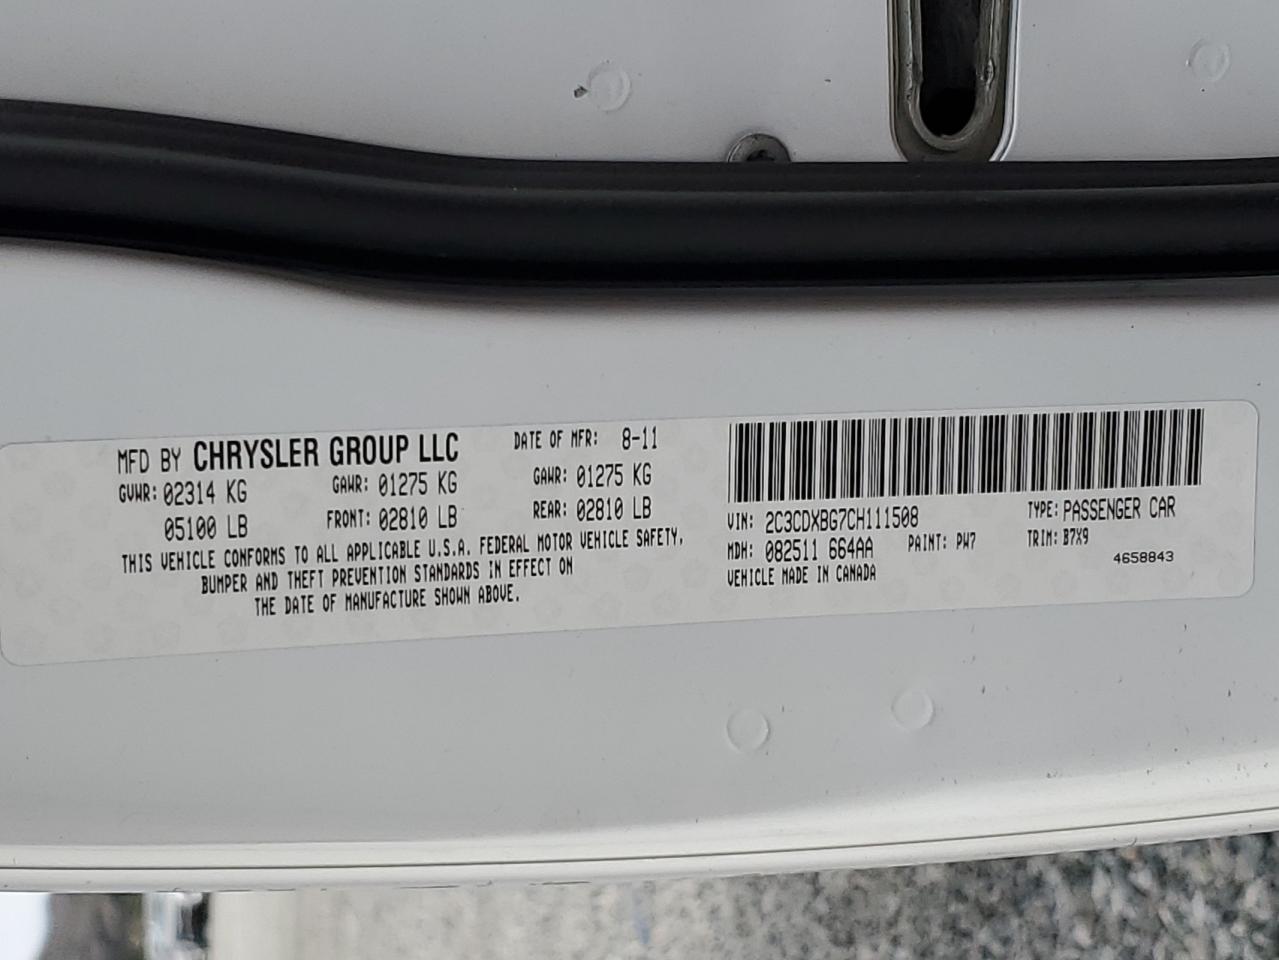 MFD BY CHRYSLER GROUP LLC DATE OF MFR: 8-11
GVWR: 02314 KG GAWR: 01275 KG GAWR: 01275 KG
05100 LB FRONT: 02810 LB REAR: 02810 LB
THIS VEHICLE CONFORMS TO ALL APPLICABLE U.S.A. FEDERAL MOTOR VEHICLE SAFETY,
BUMPER AND THEFT PREVENTION STANDARDS IN EFFECT ON
THE DATE OF MANUFACTURE SHOWN ABOVE.
VIN: 2C3CDXBG7CH111508 TYPE: PASSENGER CAR
MDH: 082511 664AA PAINT: PW7 TRIM: B7X9
VEHICLE MADE IN CANADA 4658843